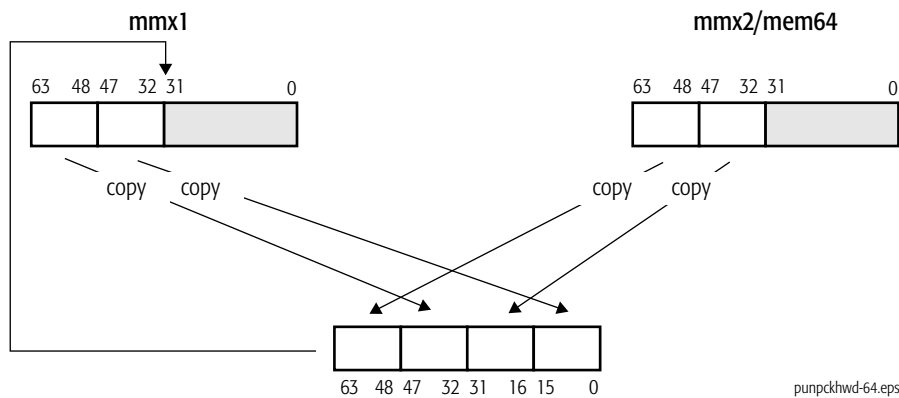 mmx1 mmx2/mem64
63 48 47 32 31 0 63 48 47 32 31 0
copy copy copy copy
63 48 47 32 31 16 15 0
punpckhwd-64.eps